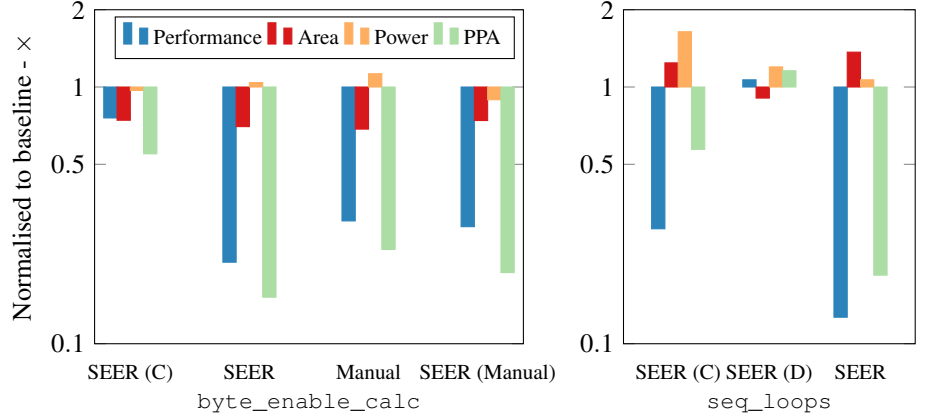 Normalised to baseline - ×
2
1
0.5
0.1
Performance Area Power PPA
SEER (C) SEER Manual SEER (Manual)
byte_enable_calc
2
1
0.5
0.1
SEER (C) SEER (D) SEER
seq_loops